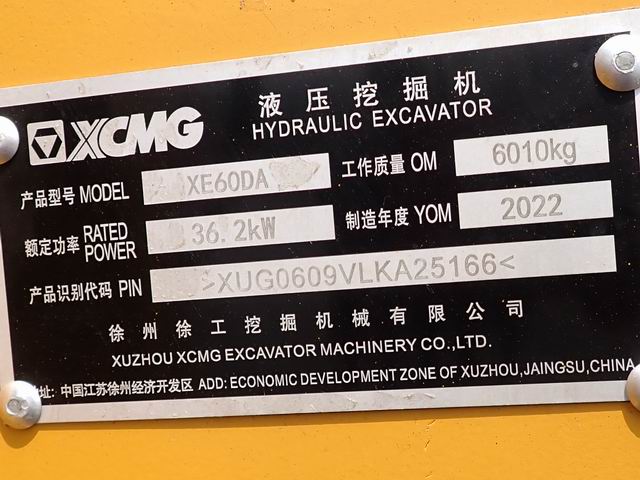 XCMG
液压挖掘机
HYDRAULIC EXCAVATOR
产品型号 MODEL XE60DA
工作质量 OM 6010kg
额定功率 RATED POWER 36.2kW
制造年度 YOM 2022
产品识别代码 PIN >XUG0609VLKA25166<
徐州徐工挖掘机械有限公司
XUZHOU XCMG EXCAVATOR MACHINERY CO.,LTD.
地址: 中国江苏徐州经济开发区 ADD: ECONOMIC DEVELOPMENT ZONE OF XUZHOU,JAINGSU,CHINA